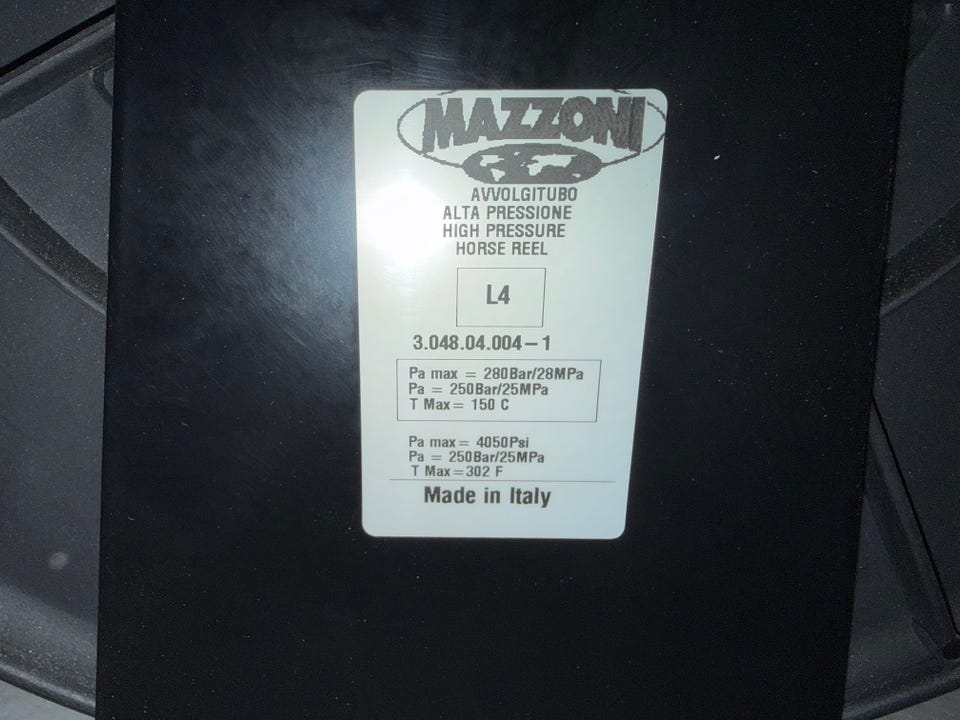 MAZZONI
AVVOLGITUBO
ALTA PRESSIONE
HIGH PRESSURE
HORSE REEL
L4
3.048.04.004-1
Pa max = 280Bar/28MPa
Pa = 250Bar/25MPa
T Max = 150 C
Pa max = 4050Psi
Pa = 250Bar/25MPa
T Max = 302 F
Made in Italy